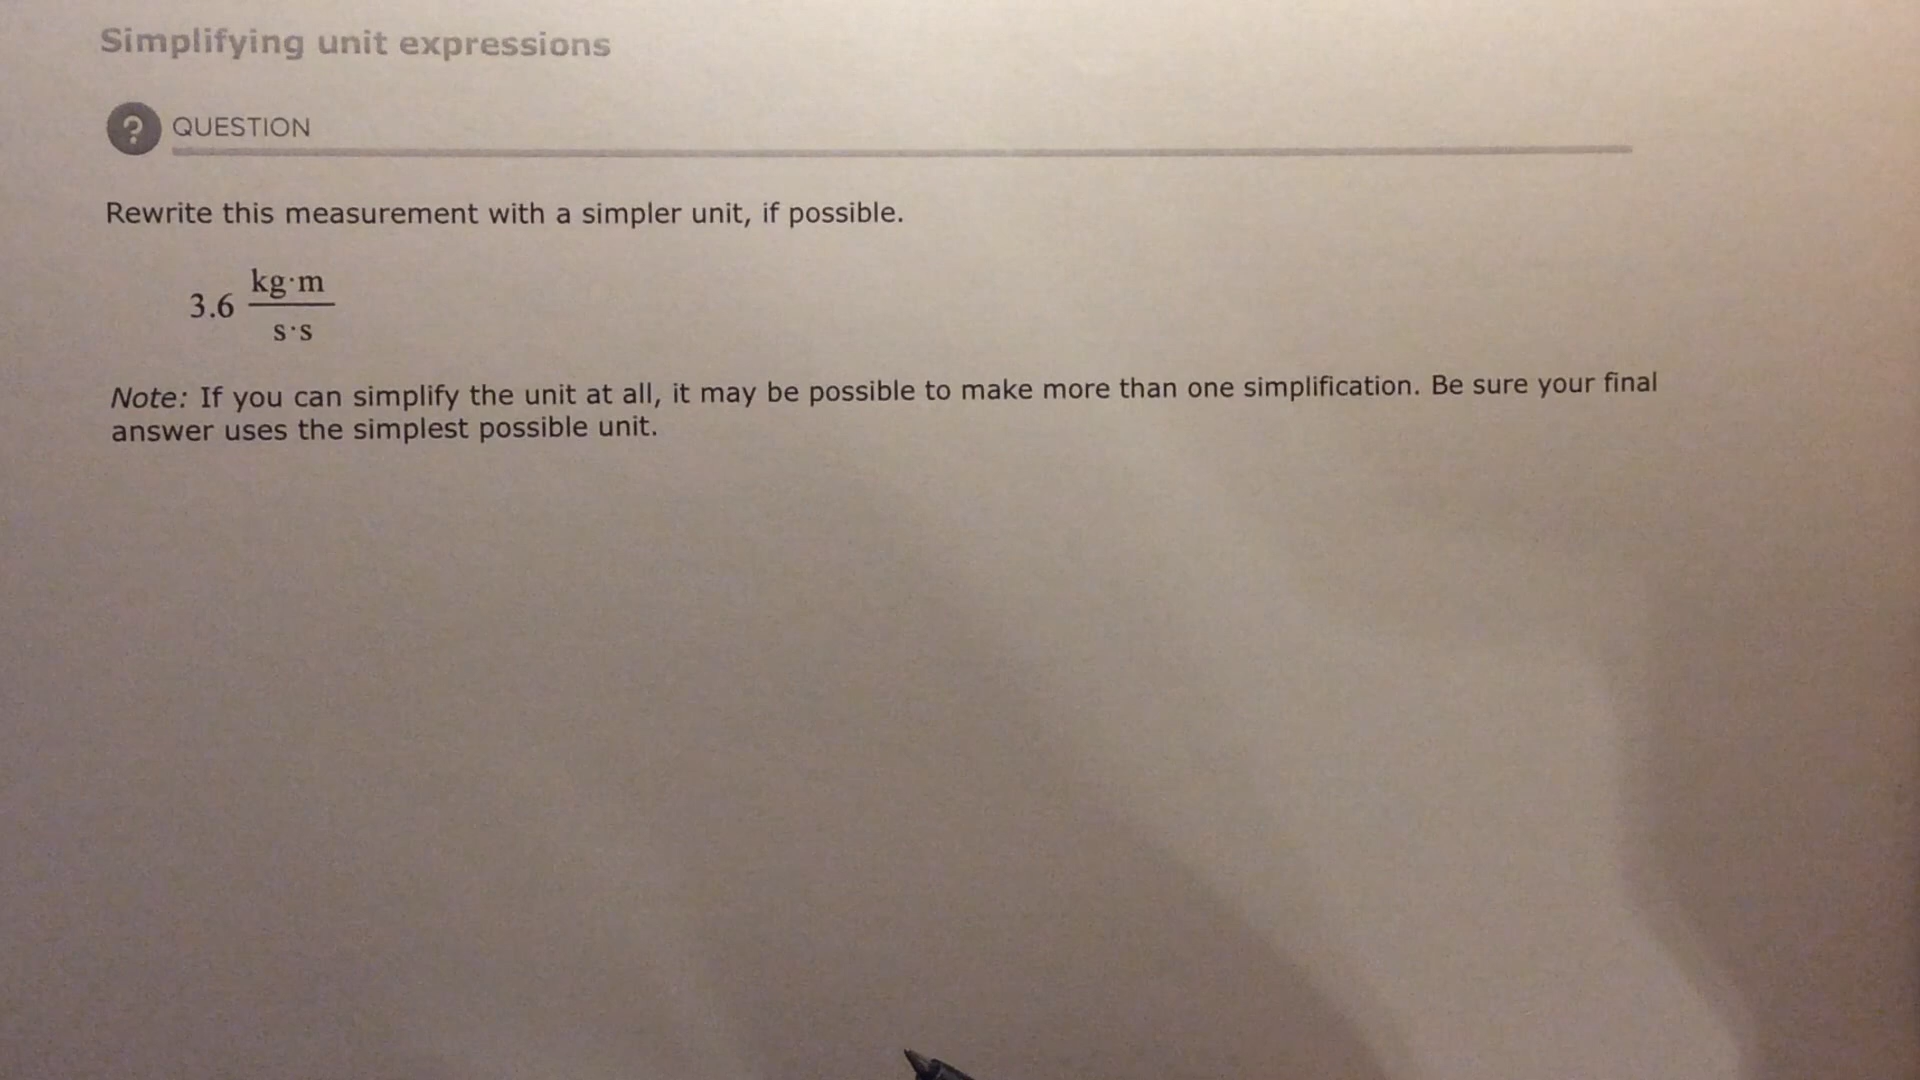 Simplifying unit expressions
? QUESTION
Rewrite this measurement with a simpler unit, if possible.
3.6 kg·m
s·s
Note: If you can simplify the unit at all, it may be possible to make more than one simplification. Be sure your final
answer uses the simplest possible unit.